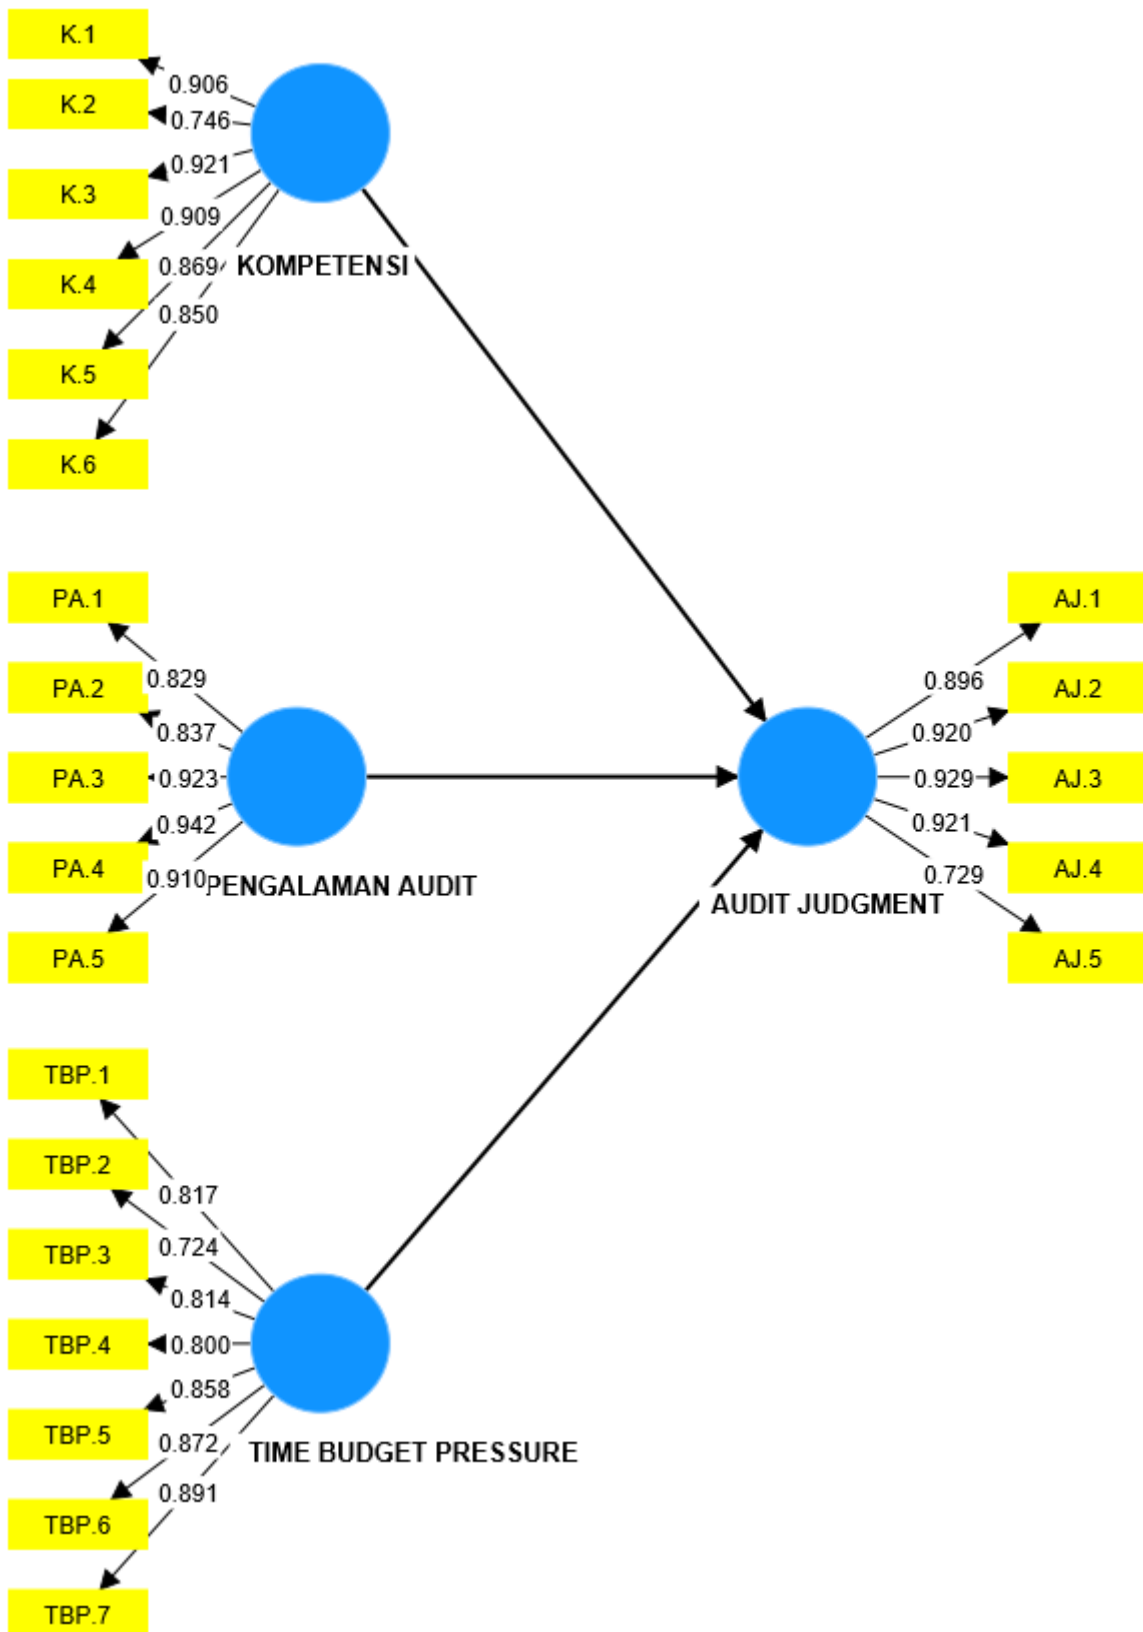 K.1
0.906
K.2
0.746
K.3
0.921
0.909
K.4
0.869
KOMPETENSI
0.850
K.5
K.6
PA.1
0.829
PA.2
0.837
PA.3
0.923
0.942
PA.4
0.910
PENGALAMAN AUDIT
PA.5
AJ.1
0.896
AJ.2
0.920
AJ.3
0.929
0.921
AJ.4
0.729
AUDIT JUDGMENT
AJ.5
TBP.1
TBP.2
0.817
TBP.3
0.724
0.814
TBP.4
0.800
0.858
TBP.5
0.872
TIME BUDGET PRESSURE
0.891
TBP.6
TBP.7